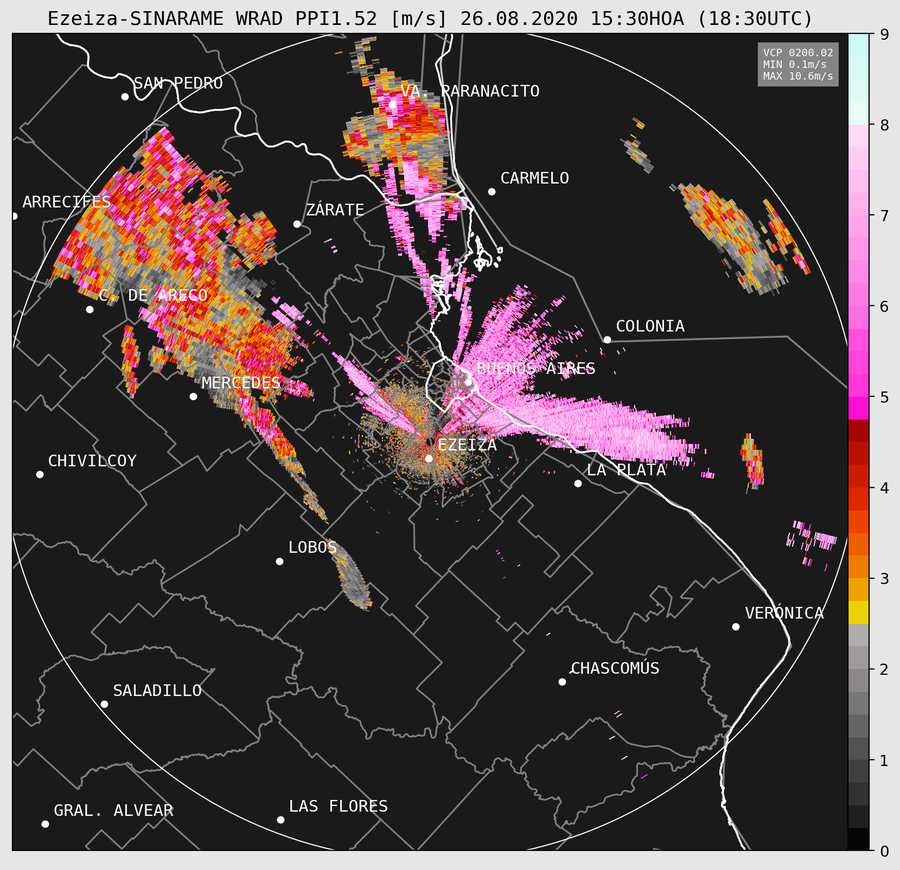 Ezeiza-SINARAME WRAD PPI1.52 [m/s] 26.08.2020 15:30HOA (18:30UTC)
VCP 0200.02
MIN 0.1m/s
MAX 10.6m/s
SAN PEDRO
VA. PARANACITO
CARMELO
ARRECIFES
ZÁRATE
C. DE ARECO
COLONIA
BUENOS AIRES
MERCEDES
EZEIZA
CHIVILCOY
LA PLATA
LOBOS
VERÓNICA
CHASCOMÚS
SALADILLO
LAS FLORES
GRAL. ALVEAR
9
8
7
6
5
4
3
2
1
0